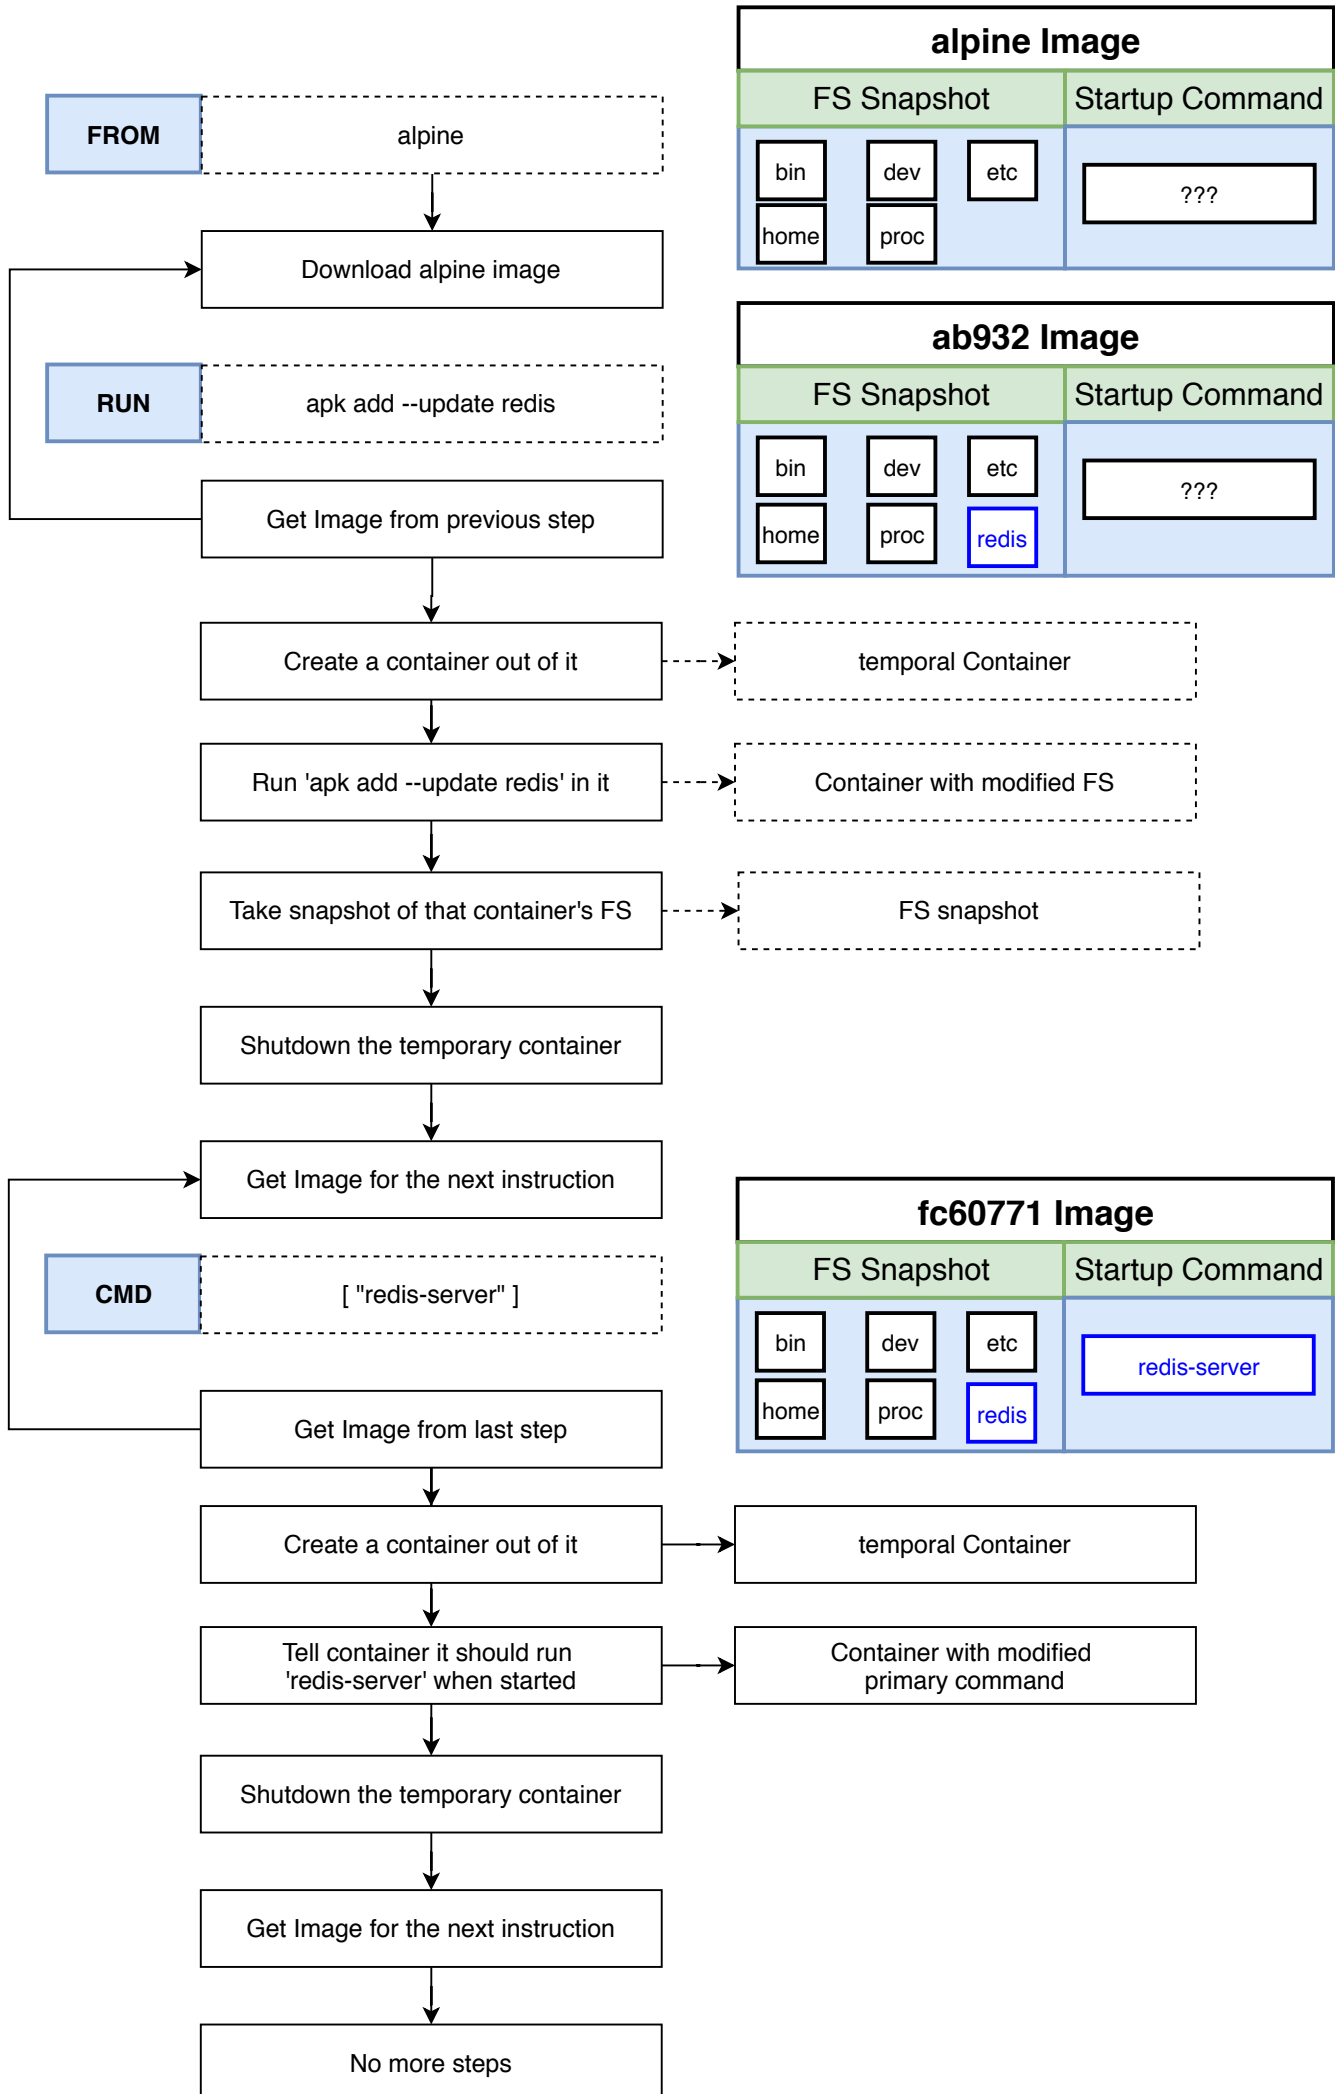 alpine Image
FS Snapshot
Startup Command
FROM
alpine
bin
dev
etc
???
home
proc
Download alpine image
ab932 Image
FS Snapshot
Startup Command
RUN
apk add --update redis
bin
dev
etc
???
home
proc
redis
Get Image from previous step
Create a container out of it
temporal Container
Run 'apk add --update redis' in it
Container with modified FS
Take snapshot of that container's FS
FS snapshot
Shutdown the temporary container
Get Image for the next instruction
fc60771 Image
FS Snapshot
Startup Command
CMD
[ "redis-server" ]
bin
dev
etc
redis-server
home
proc
redis
Get Image from last step
Create a container out of it
temporal Container
Tell container it should run
'redis-server' when started
Container with modified
primary command
Shutdown the temporary container
Get Image for the next instruction
No more steps